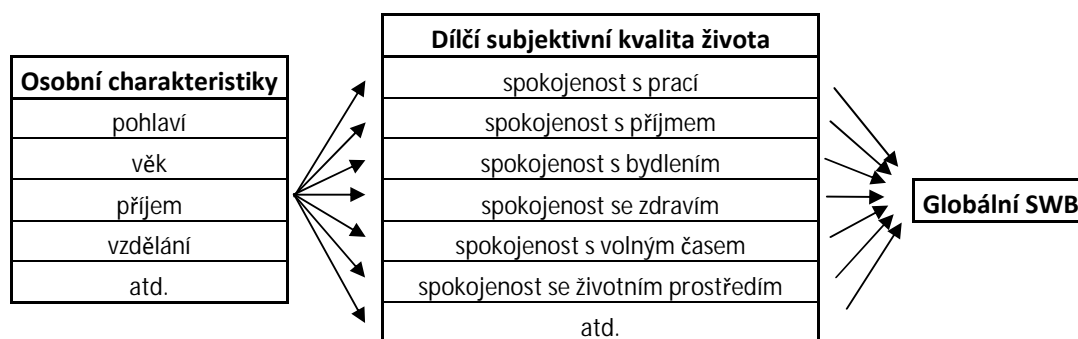 Osobní charakteristiky
pohlaví
věk
příjem
vzdělání
atd.
Dílčí subjektivní kvalita života
spokojenost s prací
spokojenost s příjmem
spokojenost s bydlením
spokojenost se zdravím
spokojenost s volným časem
spokojenost se životním prostředím
atd.
Globální SWB